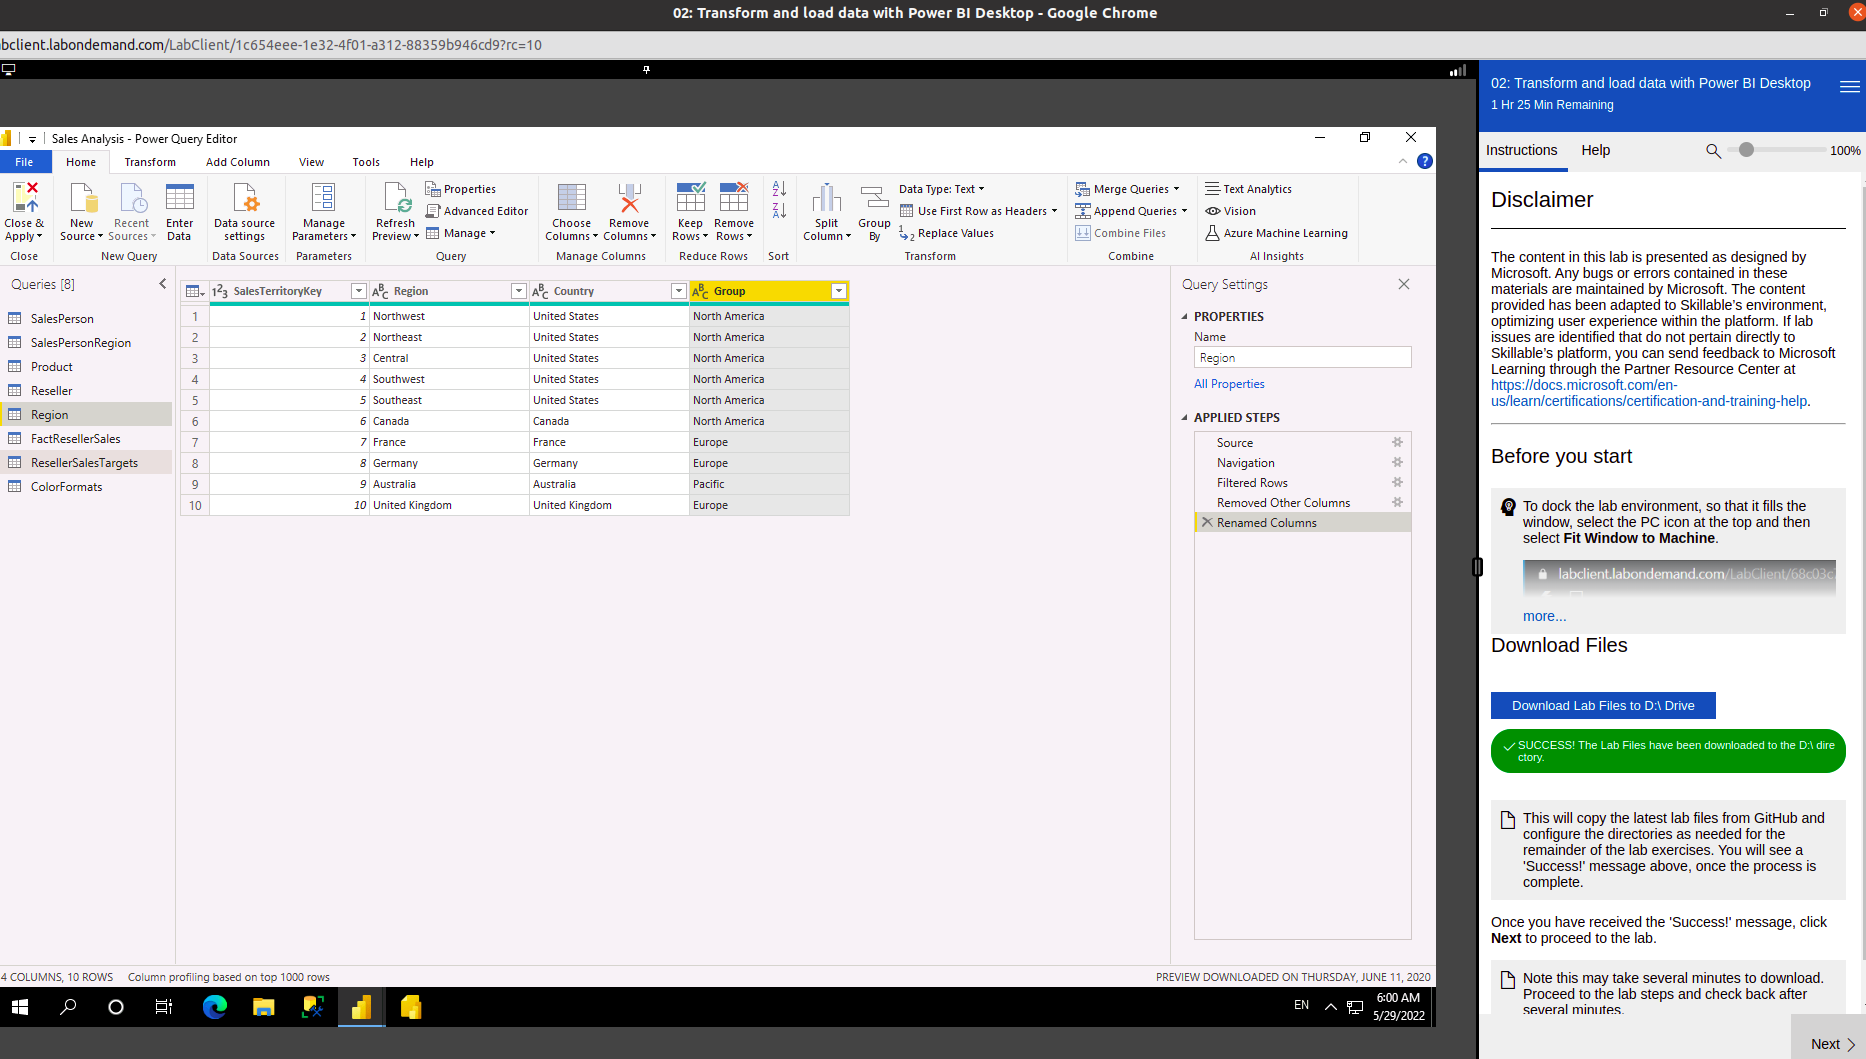 02: Transform and load data with Power BI Desktop - Google Chrome
bclient.labondemand.com/LabClient/1c654eee-1e32-4f01-a312-88359b946cd9?rc=10
Sales Analysis - Power Query Editor
File Home Transform Add Column View Tools Help
Close & Apply
Close
New Source
Recent Sources
Enter Data
New Query
Data source settings
Data Sources
Manage Parameters
Parameters
Refresh Preview
Properties
Advanced Editor
Manage
Query
Choose Columns
Remove Columns
Manage Columns
Keep Rows
Remove Rows
Reduce Rows
Sort
Split Column
Group By
Data Type: Text
Use First Row as Headers
Replace Values
Transform
Merge Queries
Append Queries
Combine Files
Combine
Text Analytics
Vision
Azure Machine Learning
AI Insights
Queries [8]
SalesPerson
SalesPersonRegion
Product
Reseller
Region
FactResellerSales
ResellerSalesTargets
ColorFormats
SalesTerritoryKey Region Country Group
1 1 Northwest United States North America
2 2 Northeast United States North America
3 3 Central United States North America
4 4 Southwest United States North America
5 5 Southeast United States North America
6 6 Canada Canada North America
7 7 France France Europe
8 8 Germany Germany Europe
9 9 Australia Australia Pacific
10 10 United Kingdom United Kingdom Europe
Query Settings
PROPERTIES
Name
Region
All Properties
APPLIED STEPS
Source
Navigation
Filtered Rows
Removed Other Columns
Renamed Columns
4 COLUMNS, 10 ROWS Column profiling based on top 1000 rows
PREVIEW DOWNLOADED ON THURSDAY, JUNE 11, 2020
EN
6:00 AM
5/29/2022
02: Transform and load data with Power BI Desktop
1 Hr 25 Min Remaining
Instructions Help 100%
Disclaimer
The content in this lab is presented as designed by
Microsoft. Any bugs or errors contained in these
materials are maintained by Microsoft. The content
provided has been adapted to Skillable's environment,
optimizing user experience within the platform. If lab
issues are identified that do not pertain directly to
Skillable's platform, you can send feedback to Microsoft
Learning through the Partner Resource Center at
https://docs.microsoft.com/en-
us/learn/certifications/certification-and-training-help.
Before you start
To dock the lab environment, so that it fills the
window, select the PC icon at the top and then
select Fit Window to Machine.
labclient.labondemand.com/LabClient/68c03c
more...
Download Files
Download Lab Files to D:\ Drive
SUCCESS! The Lab Files have been downloaded to the D:\ dire
ctory.
This will copy the latest lab files from GitHub and
configure the directories as needed for the
remainder of the lab exercises. You will see a
'Success!' message above, once the process is
complete.
Once you have received the 'Success!' message, click
Next to proceed to the lab.
Note this may take several minutes to download.
Proceed to the lab steps and check back after
several minutes.
Next